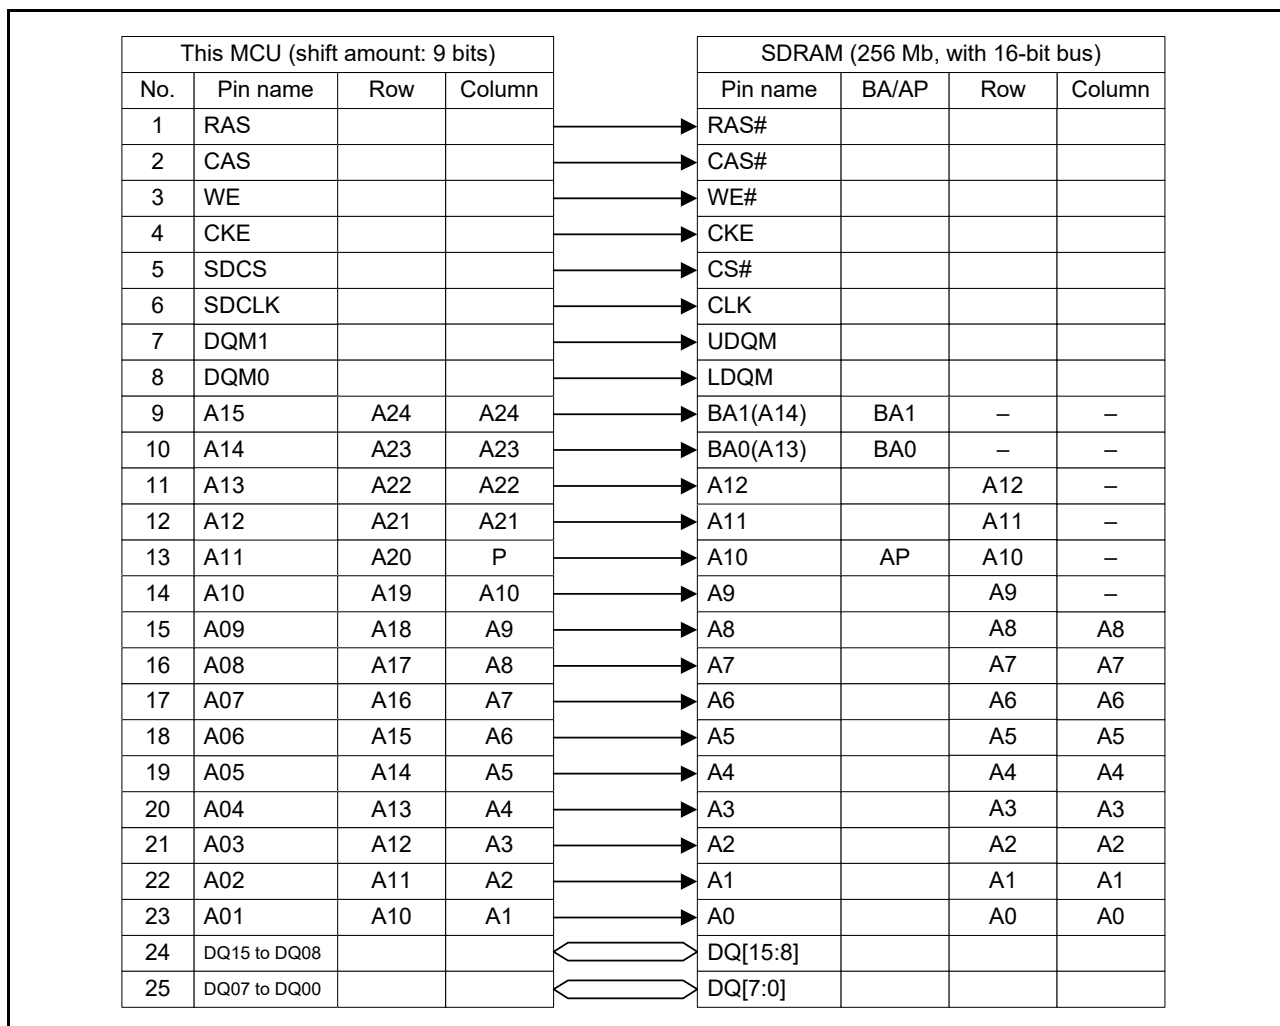 This MCU (shift amount: 9 bits) SDRAM (256 Mb, with 16-bit bus)
No. Pin name Row Column Pin name BA/AP Row Column
1 RAS RAS#
2 CAS CAS#
3 WE WE#
4 CKE CKE
5 SDCS CS#
6 SDCLK CLK
7 DQM1 UDQM
8 DQM0 LDQM
9 A15 A24 A24 BA1(A14) BA1 – –
10 A14 A23 A23 BA0(A13) BA0 – –
11 A13 A22 A22 A12 A12 –
12 A12 A21 A21 A11 A11 –
13 A11 A20 P A10 AP A10 –
14 A10 A19 A10 A9 A9 –
15 A09 A18 A9 A8 A8 A8
16 A08 A17 A8 A7 A7 A7
17 A07 A16 A7 A6 A6 A6
18 A06 A15 A6 A5 A5 A5
19 A05 A14 A5 A4 A4 A4
20 A04 A13 A4 A3 A3 A3
21 A03 A12 A3 A2 A2 A2
22 A02 A11 A2 A1 A1 A1
23 A01 A10 A1 A0 A0 A0
24 DQ15 to DQ08 DQ[15:8]
25 DQ07 to DQ00 DQ[7:0]